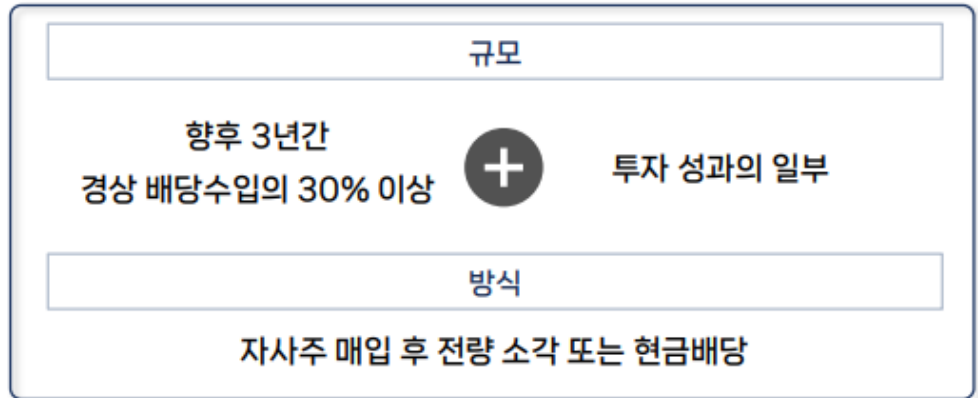 규모
향후 3년간
경상 배당수입의 30% 이상
+
투자 성과의 일부
방식
자사주 매입 후 전량 소각 또는 현금배당